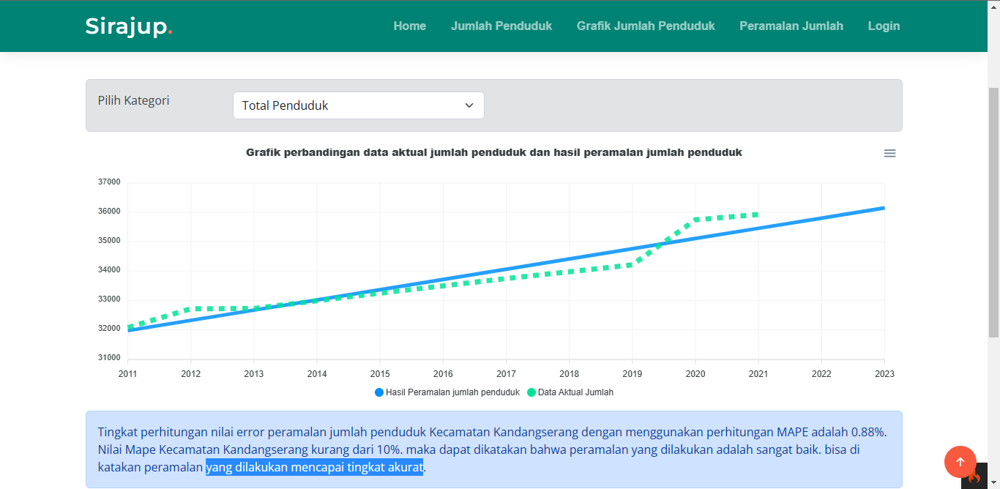 Sirajup.
Home
Jumlah Penduduk
Grafik Jumlah Penduduk
Peramalan Jumlah
Login
Pilih Kategori
Total Penduduk
Grafik perbandingan data aktual jumlah penduduk dan hasil peramalan jumlah penduduk
37000
36000
35000
34000
33000
32000
31000
2011
2012
2013
2014
2015
2016
2017
2018
2019
2020
2021
2022
2023
Hasil Peramalan jumlah penduduk
Data Aktual Jumlah
Tingkat perhitungan nilai error peramalan jumlah penduduk Kecamatan Kandangserang dengan menggunakan perhitungan MAPE adalah 0.88%.
Nilai Mape Kecamatan Kandangserang kurang dari 10%. maka dapat dikatakan bahwa peramalan yang dilakukan adalah sangat baik. bisa di
katakan peramalan yang dilakukan mencapai tingkat akurat.